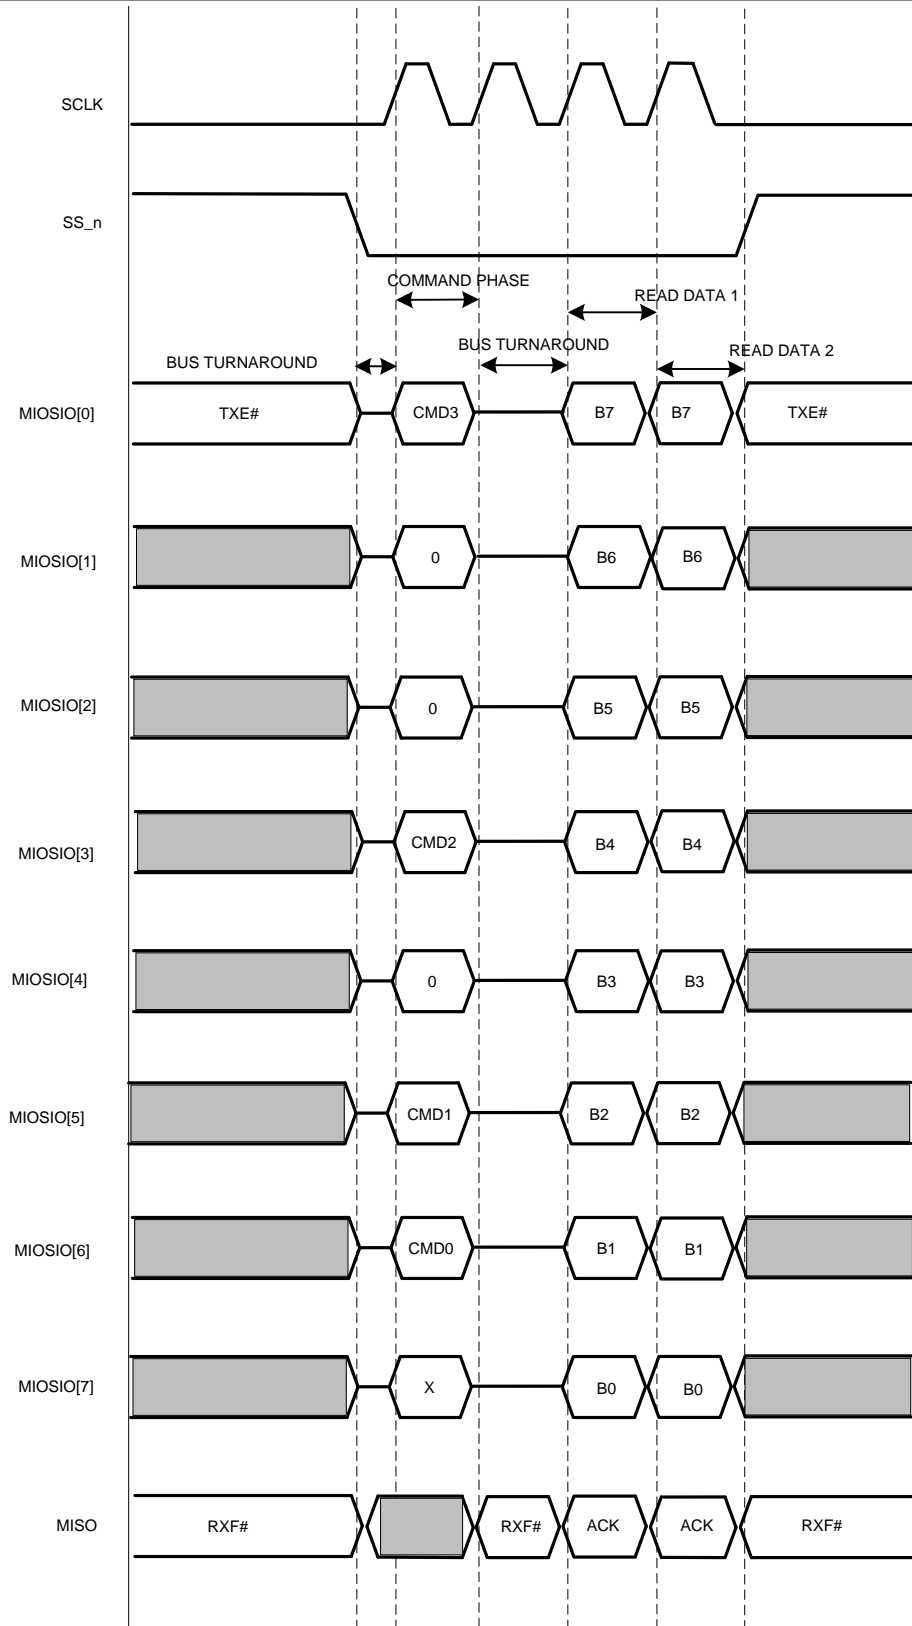 SCLK
SS_n
COMMAND PHASE
READ DATA 1
BUS TURNAROUND
READ DATA 2
BUS TURNAROUND
MIOSIO[0] TXE# CMD3 B7 B7 TXE#
MIOSIO[1] 0 B6 B6
MIOSIO[2] 0 B5 B5
MIOSIO[3] CMD2 B4 B4
MIOSIO[4] 0 B3 B3
MIOSIO[5] CMD1 B2 B2
MIOSIO[6] CMD0 B1 B1
MIOSIO[7] X B0 B0
MISO RXF# RXF# ACK ACK RXF#